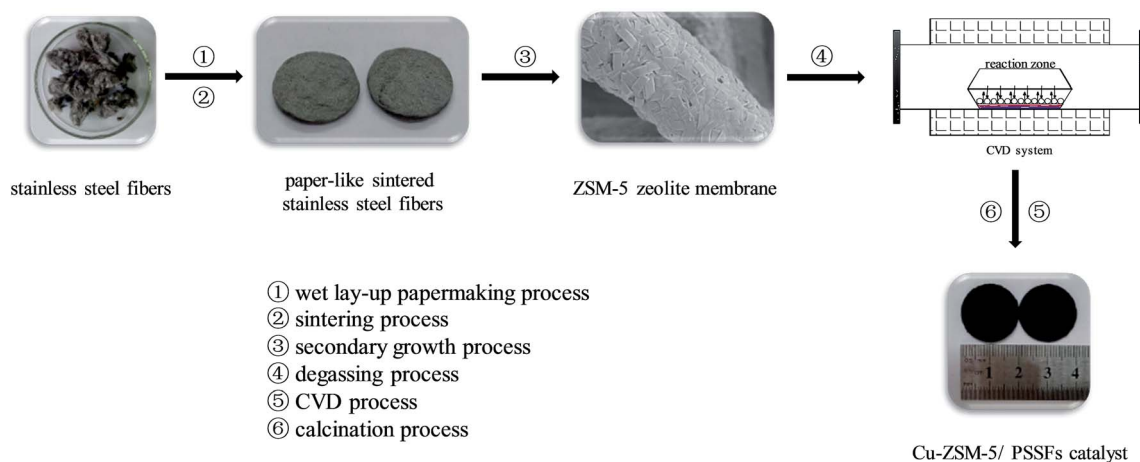 ①
②
③
④
reaction zone
CVD system
stainless steel fibers
paper-like sintered
stainless steel fibers
ZSM-5 zeolite membrane
⑥ ⑤
① wet lay-up papermaking process
② sintering process
③ secondary growth process
④ degassing process
⑤ CVD process
⑥ calcination process
1 2 3 4
Cu-ZSM-5/ PSSFs catalyst